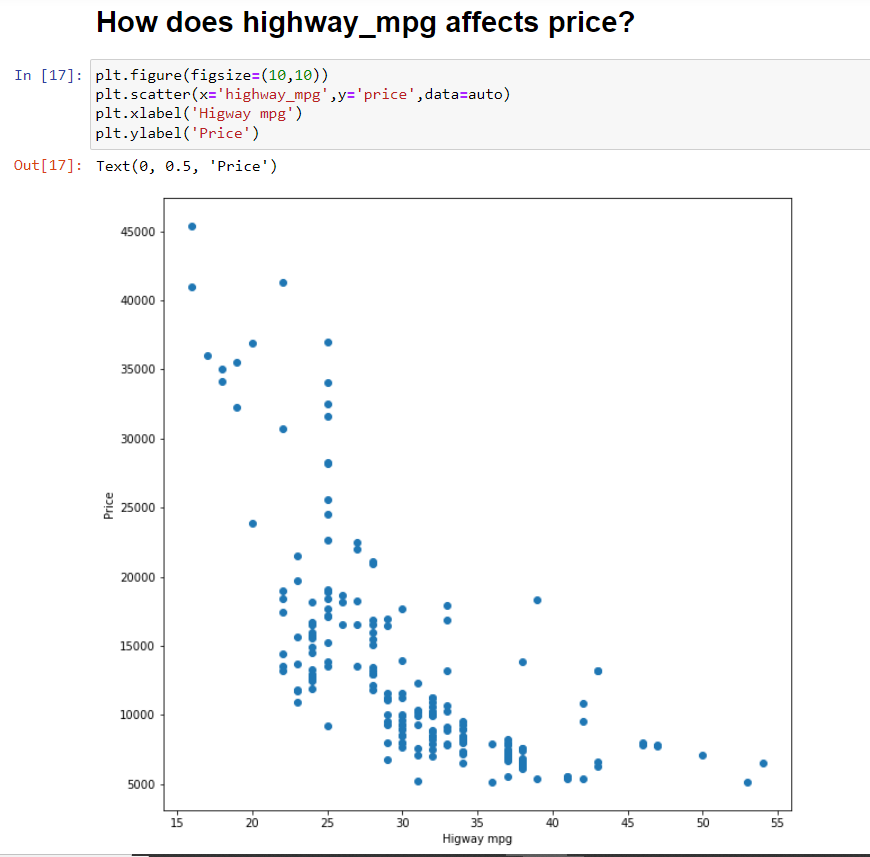 How does highway_mpg affects price?
In [17]: plt.figure(figsize=(10,10))
plt.scatter(x='highway_mpg',y='price',data=auto)
plt.xlabel('Higway mpg')
plt.ylabel('Price')
Out[17]: Text(0, 0.5, 'Price')
45000
40000
35000
30000
25000
20000
15000
10000
5000
Price
15 20 25 30 35 40 45 50 55
Higway mpg